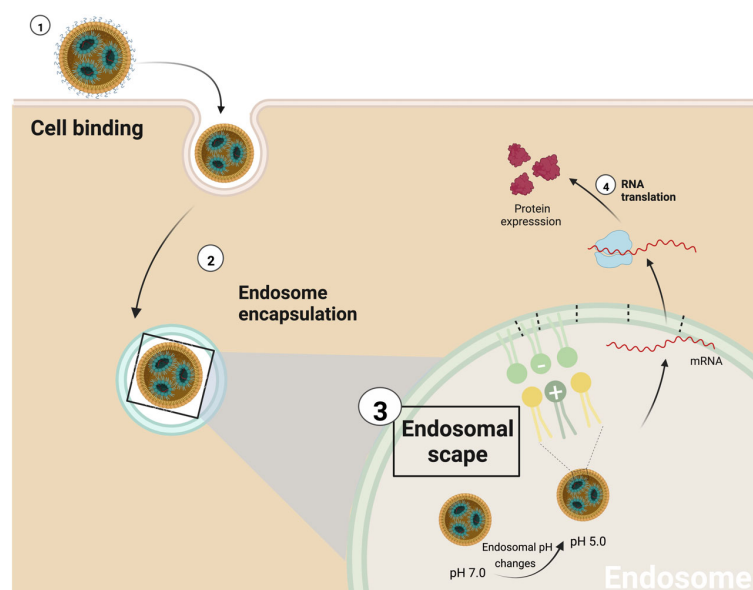 1
Cell binding
2
Endosome
encapsulation
3
Endosomal
scape
-
+
pH 7.0
Endosomal pH
changes
pH 5.0
mRNA
4
RNA
translation
Protein
expresssion
Endosome